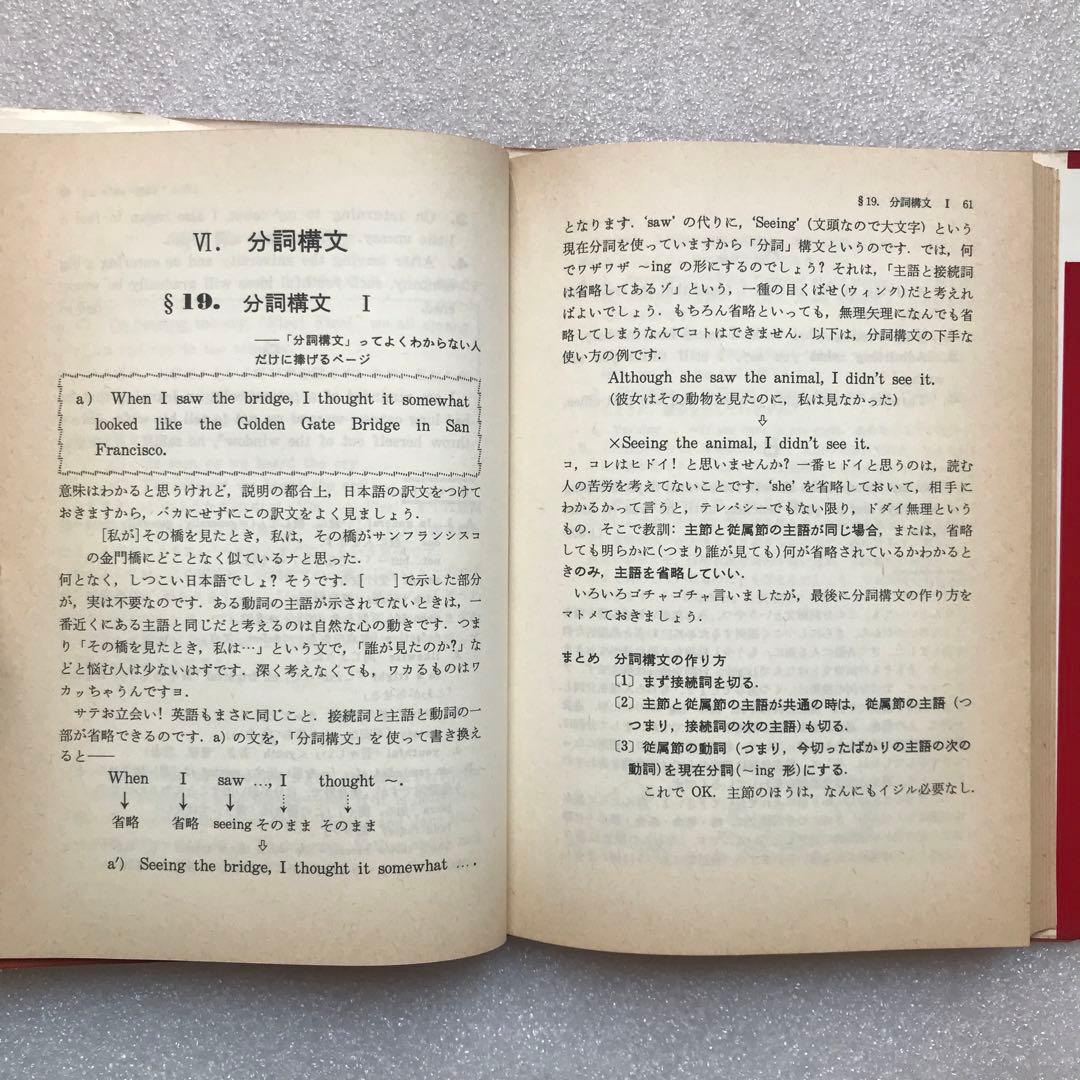 VI. 分詞構文
§19. 分詞構文 I
——「分詞構文」ってよくわからない人
だけに捧げるページ
a) When I saw the bridge, I thought it somewhat
looked like the Golden Gate Bridge in San
Francisco.
意味はわかると思うけれど，説明の都合上，日本語の訳文をつけて
おきますから，バカにせずにこの訳文をよく見ましょう．
[私が]その橋を見たとき，私は，その橋がサンフランシスコ
の金門橋にどことなく似ているナと思った．
何となく，しつこい日本語でしょ？そうです．[　　]で示した部分
が，実は不要なのです．ある動詞の主語が示されてないときは，一
番近くにある主語と同じだと考えるのは自然な心の動きです．つま
り「その橋を見たとき，私は…」という文で，「誰が見たのか?」な
どと悩む人は少ないはずです．深く考えなくても，ワカるものはワ
カッちゃうんですヨ．
サテお立会い！英語もまさに同じこと．接続詞と主語と動詞の一
部が省略できるのです．a) の文を，「分詞構文」を使って書き換え
ると——
When I saw …, I thought ～.
↓ ↓ ↓ ↓ ↓
省略 省略 seeing そのまま そのまま
⇩
a′) Seeing the bridge, I thought it somewhat ….
§19. 分詞構文 I 61
となります．‘saw’ の代りに，‘Seeing’（文頭なので大文字）という
現在分詞を使っていますから「分詞」構文というのです．では，何
でワザワザ ～ing の形にするのでしょう？それは，「主語と接続詞
は省略してあるゾ」という，一種の目くばせ(ウィンク)だと考えれ
ばよいでしょう．もちろん省略といっても，無理矢理になんでも省
略してしまうなんてコトはできません．以下は，分詞構文の下手な
使い方の例です．
Although she saw the animal, I didn't see it.
(彼女はその動物を見たのに，私は見なかった)
⇩
×Seeing the animal, I didn't see it.
コ，コレはヒドイ！と思いませんか？一番ヒドイと思うのは，読む
人の苦労を考えてないことです．‘she’ を省略しておいて，相手に
わかるかって言うと，テレパシーでもない限り，ドダイ無理という
もの．そこで教訓：主節と従属節の主語が同じ場合，または，省略
しても明らかに(つまり誰が見ても)何が省略されているかわかると
きのみ，主語を省略していい．
いろいろゴチャゴチャ言いましたが，最後に分詞構文の作り方を
マトメておきましょう．
まとめ　分詞構文の作り方
〔1〕まず接続詞を切る．
〔2〕主節と従属節の主語が共通の時は，従属節の主語（つ
つまり，接続詞の次の主語）も切る．
〔3〕従属節の動詞（つまり，今切ったばかりの主語の次の
動詞）を現在分詞(～ing 形)にする．
これで OK．主節のほうは，なんにもイジル必要なし．